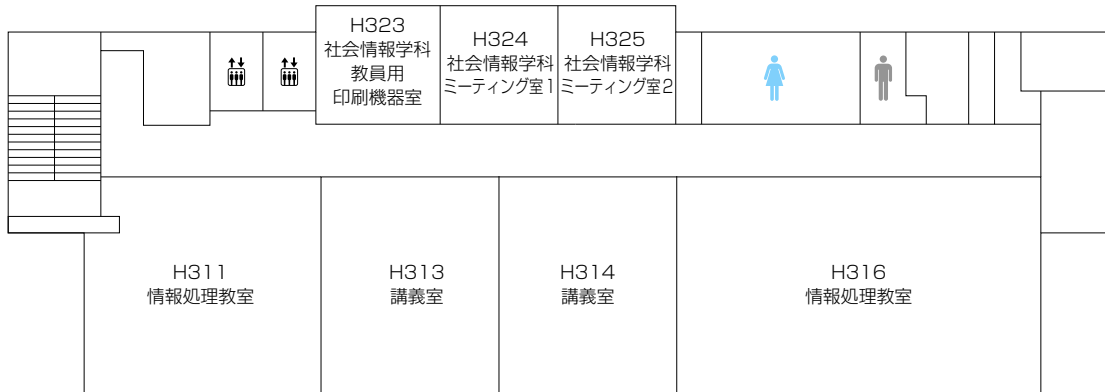 H323
社会情報学科
教員用
印刷機器室
H324
社会情報学科
ミーティング室1
H325
社会情報学科
ミーティング室2
H311
情報処理教室
H313
講義室
H314
講義室
H316
情報処理教室